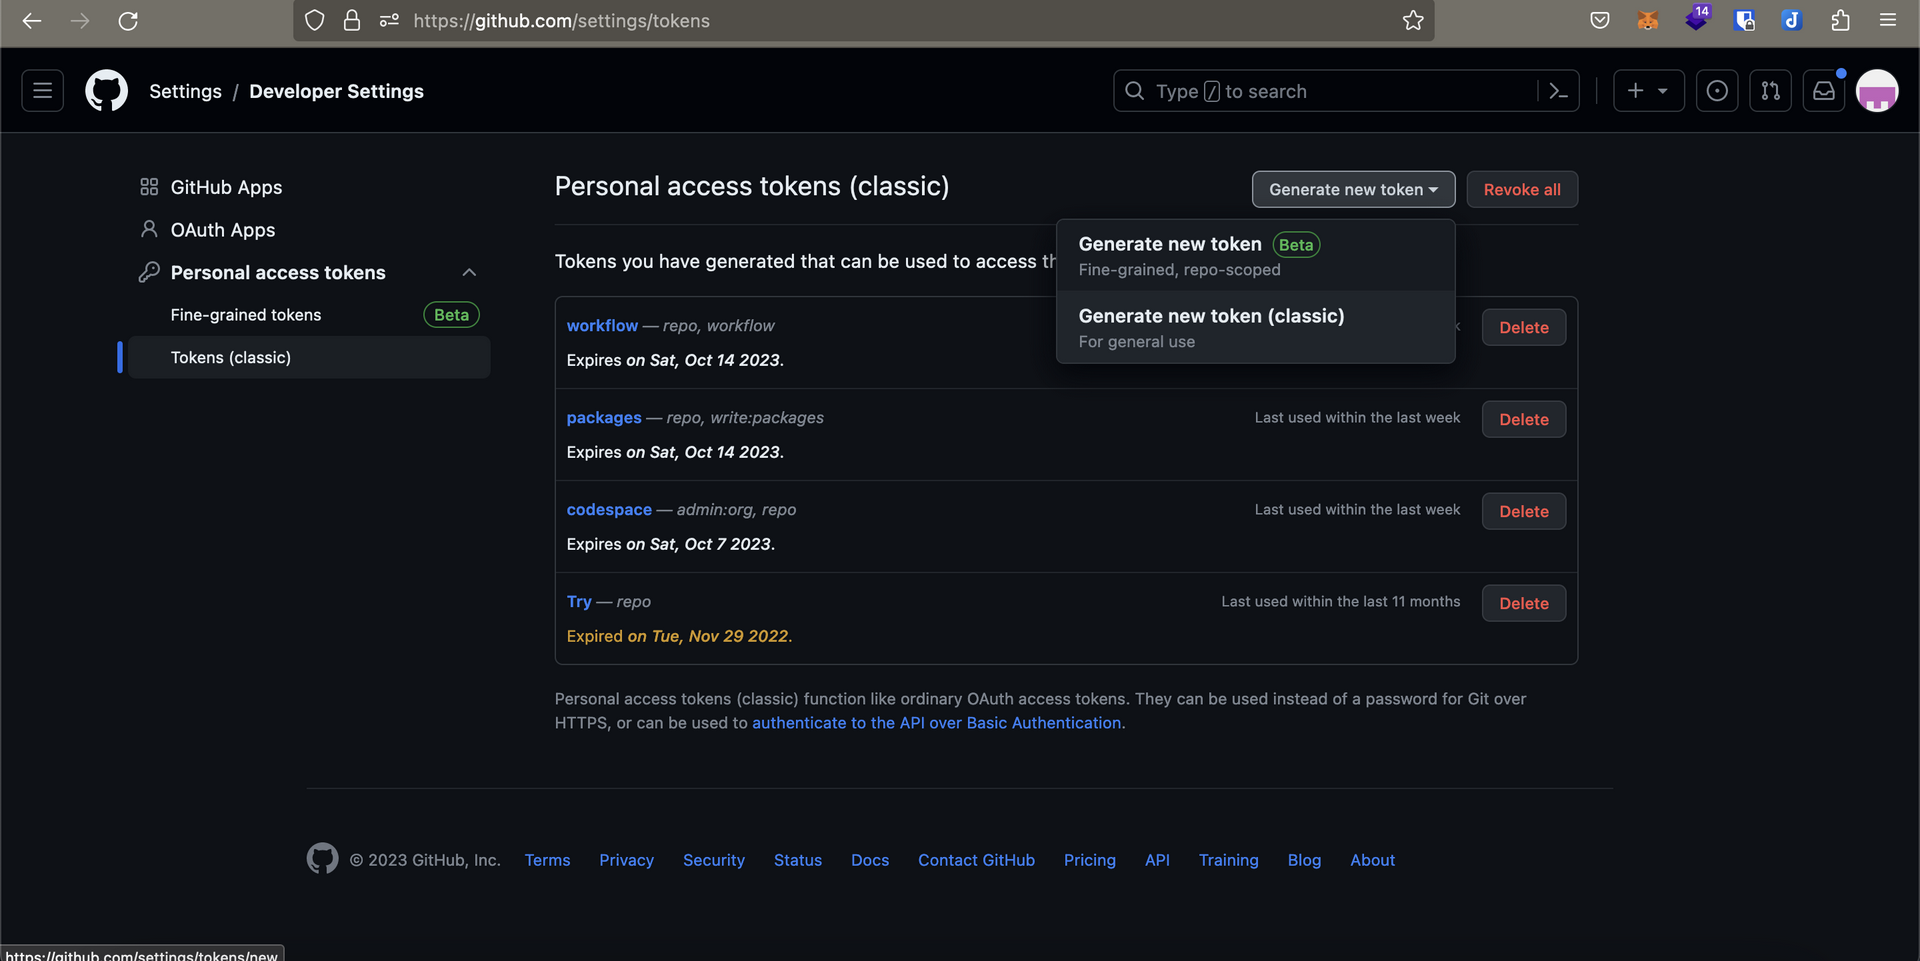 https://github.com/settings/tokens
14
Settings / Developer Settings
Type / to search
GitHub Apps
OAuth Apps
Personal access tokens
Fine-grained tokens Beta
Tokens (classic)
Personal access tokens (classic)
Generate new token
Revoke all
Generate new token Beta
Fine-grained, repo-scoped
Generate new token (classic)
For general use
Tokens you have generated that can be used to access
workflow — repo, workflow
Delete
Expires on Sat, Oct 14 2023.
packages — repo, write:packages
Last used within the last week
Delete
Expires on Sat, Oct 14 2023.
codespace — admin:org, repo
Last used within the last week
Delete
Expires on Sat, Oct 7 2023.
Try — repo
Last used within the last 11 months
Delete
Expired on Tue, Nov 29 2022.
Personal access tokens (classic) function like ordinary OAuth access tokens. They can be used instead of a password for Git over
HTTPS, or can be used to authenticate to the API over Basic Authentication.
© 2023 GitHub, Inc. Terms Privacy Security Status Docs Contact GitHub Pricing API Training Blog About
https://github.com/settings/tokens/new